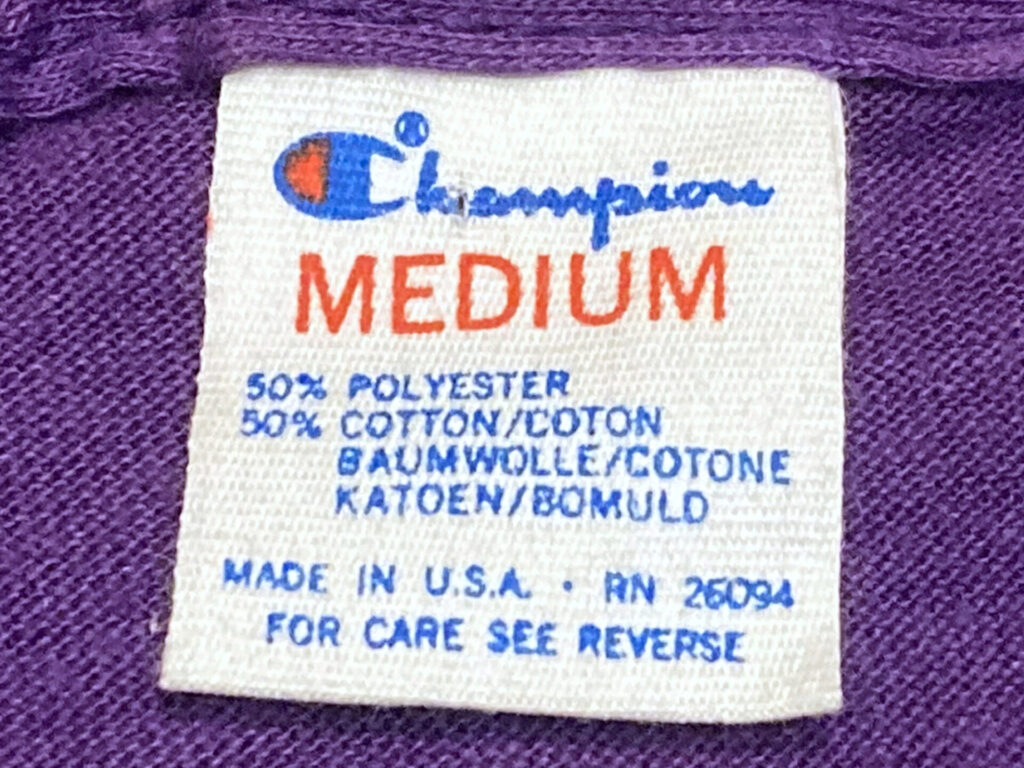 Champion
MEDIUM
50% POLYESTER
50% COTTON/COTON
BAUMWOLLE/COTONE
KATOEN/BOMULD
MADE IN U.S.A. · RN 26094
FOR CARE SEE REVERSE